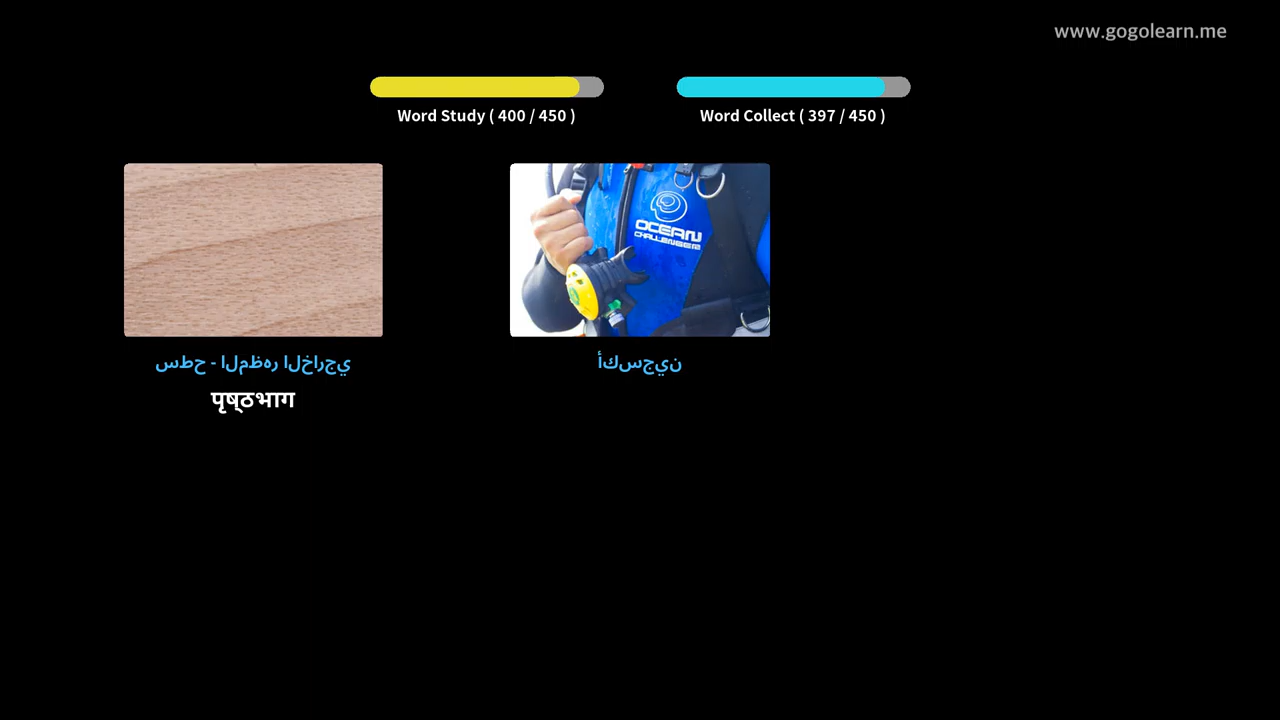 www.gogolearn.me
Word Study ( 400 / 450 )
Word Collect ( 397 / 450 )
OCEAN
CHALLENGER
سطح - المظهر الخارجي
أكسجين
पृष्ठभाग